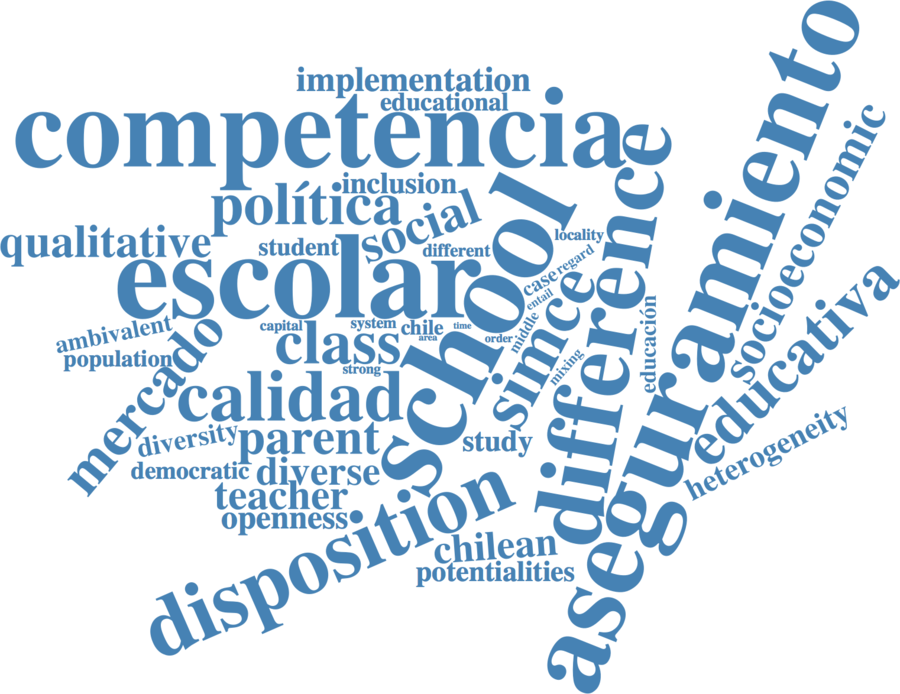 implementation
educational
competencia
inclusion
política
social
qualitative
student
different
locality
regard
escolar
school
difference
aseguramiento
socioeconomic
case
entail
simce
middle
order
mixing
educación
educativa
heterogeneity
ambivalent
population
mercado
capital
system
chile
area
time
class
strong
calidad
diversity
parent
study
democratic
diverse
teacher
openness
disposition
chilean
potentialities